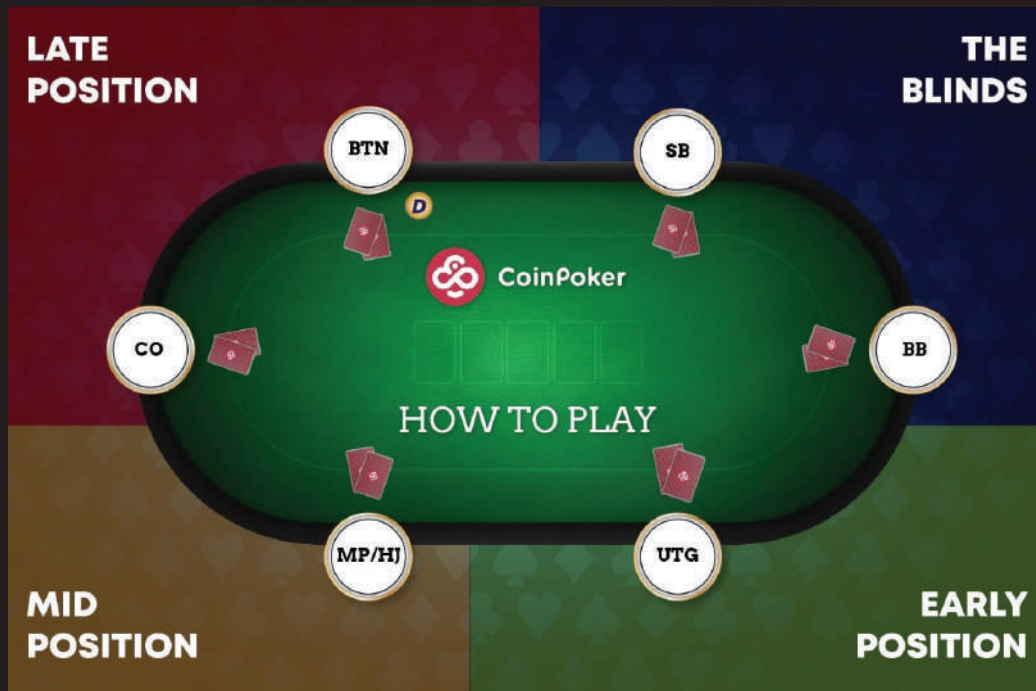 LATE
POSITION
THE
BLINDS
BTN
SB
D
CoinPoker
CO
BB
HOW TO PLAY
MP/HJ
UTG
MID
POSITION
EARLY
POSITION